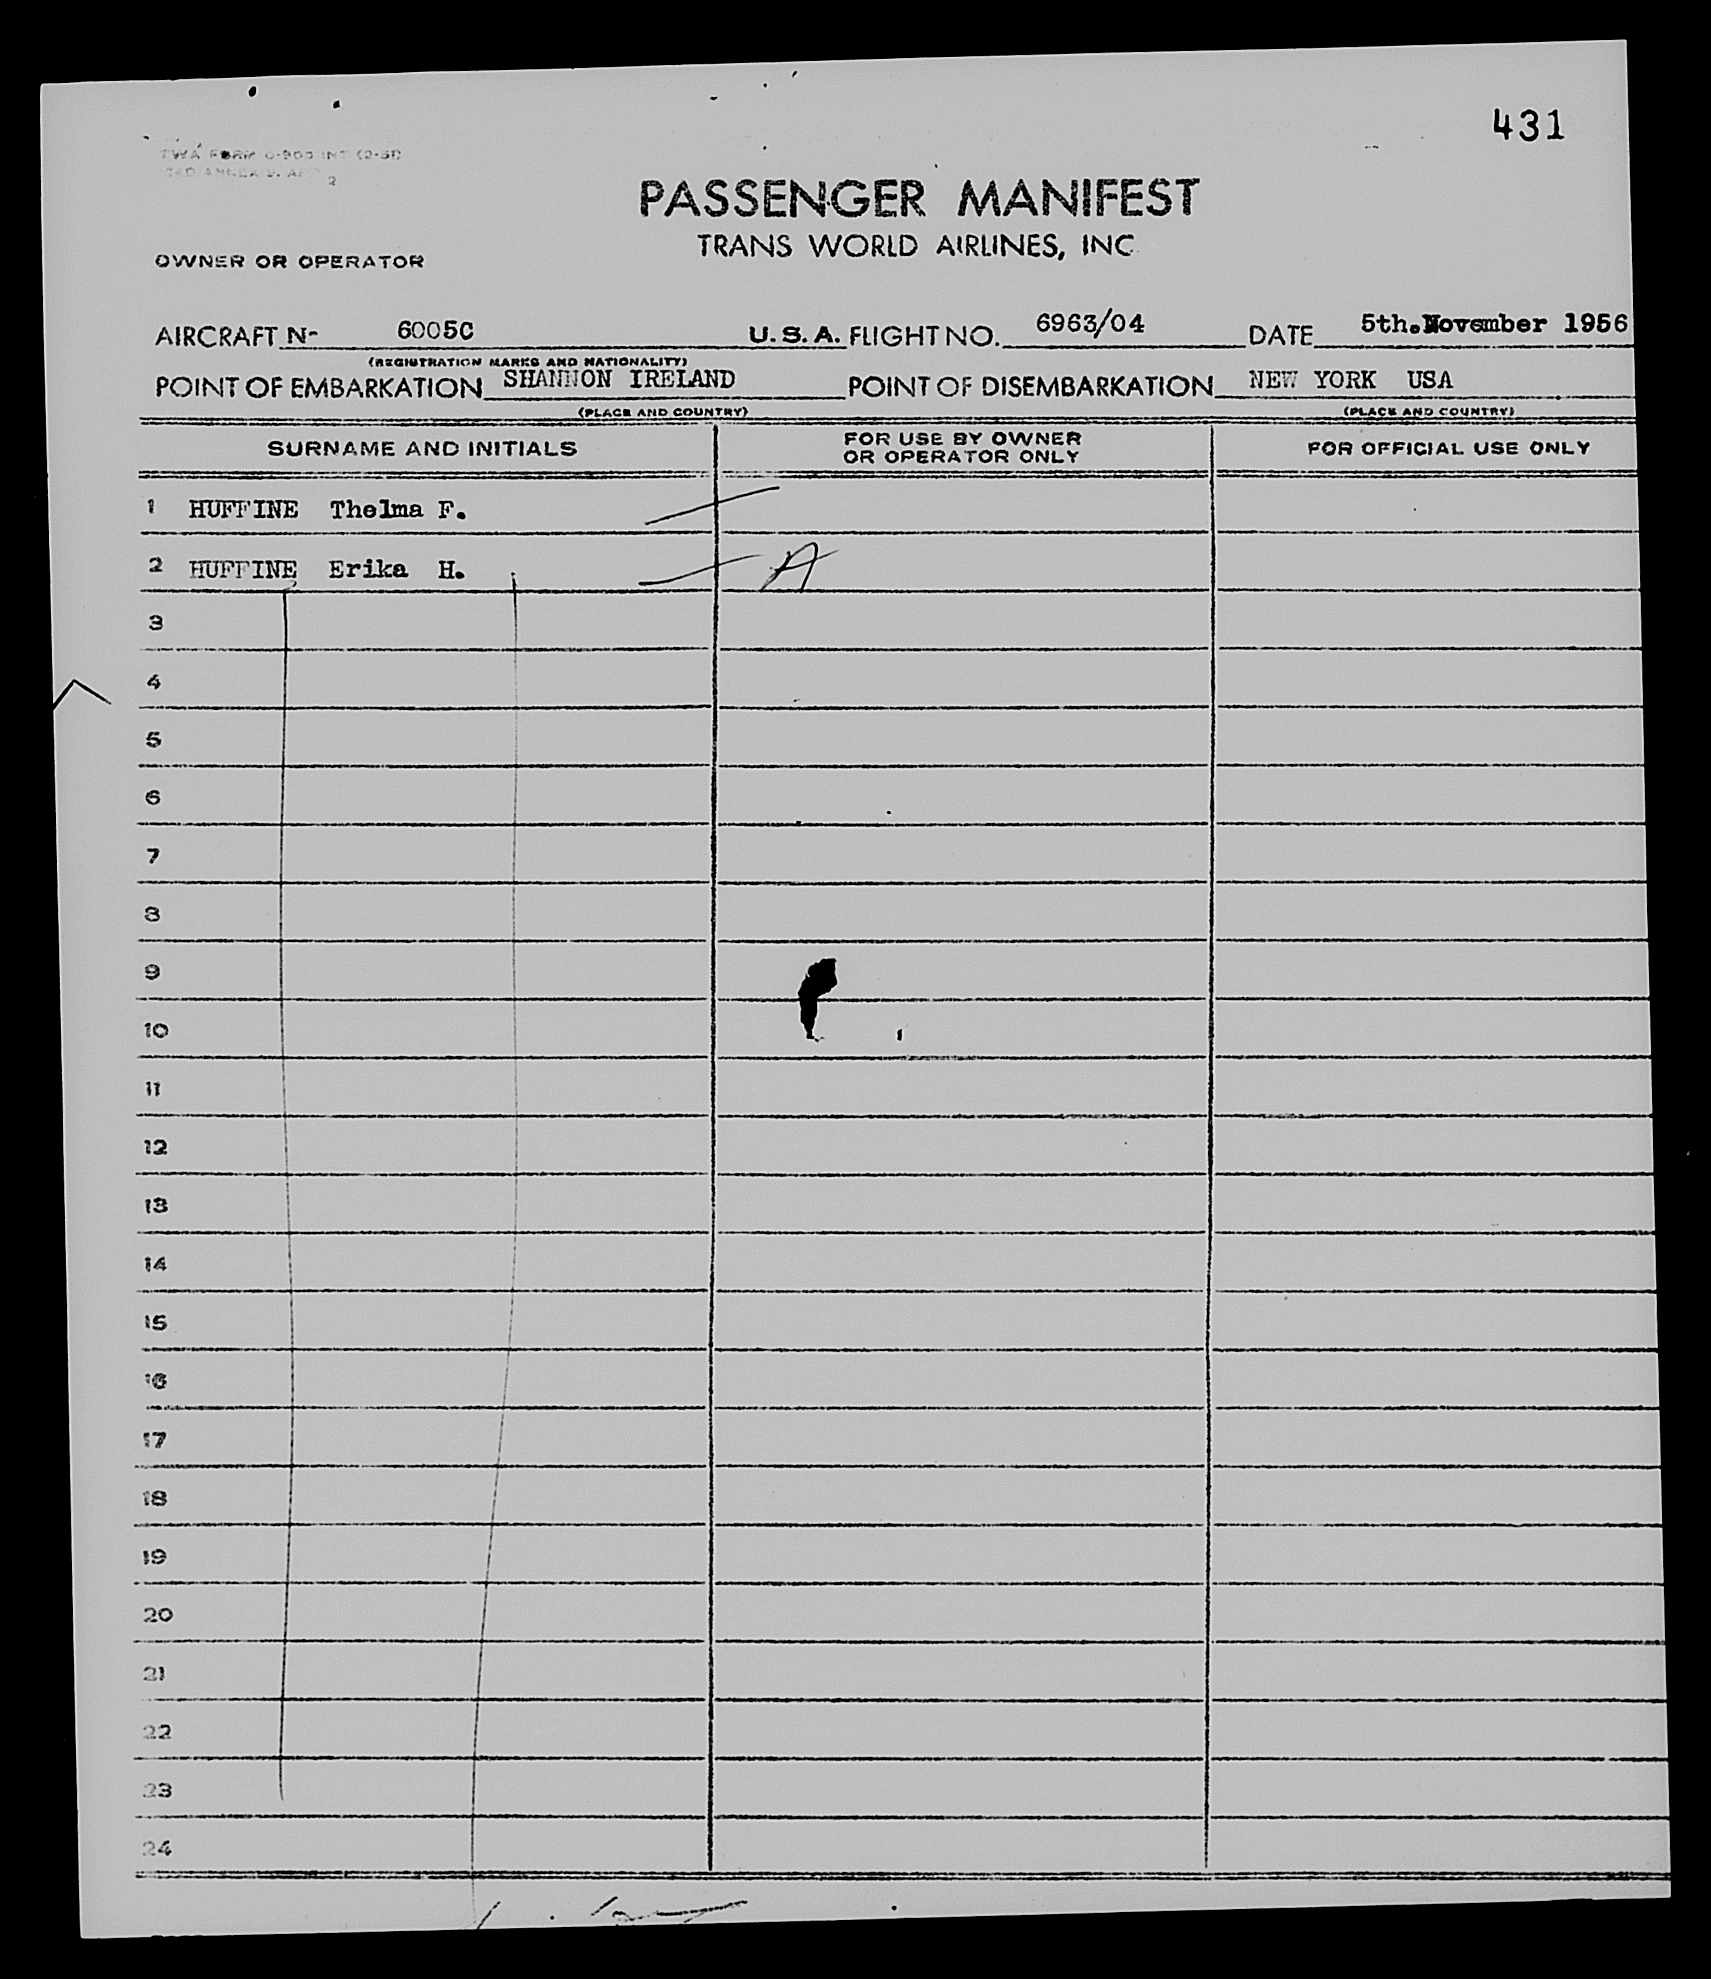 431
TWA FORM
2
PASSENGER MANIFEST
TRANS WORLD AIRLINES, INC
OWNER OR OPERATOR
AIRCRAFT N- 6005C U.S.A. FLIGHT NO. 6963/04 DATE 5th.November 1956
(REGISTRATION MARKS AND NATIONALITY)
POINT OF EMBARKATION SHANNON IRELAND POINT OF DISEMBARKATION NEW YORK USA
(PLACE AND COUNTRY) (PLACE AND COUNTRY)
SURNAME AND INITIALS FOR USE BY OWNER OR OPERATOR ONLY FOR OFFICIAL USE ONLY
1 HUFFINE Thelma F.
2 HUFFINE Erika H. A
3
4
5
6
7
8
9
10
11
12
13
14
15
16
17
18
19
20
21
22
23
24